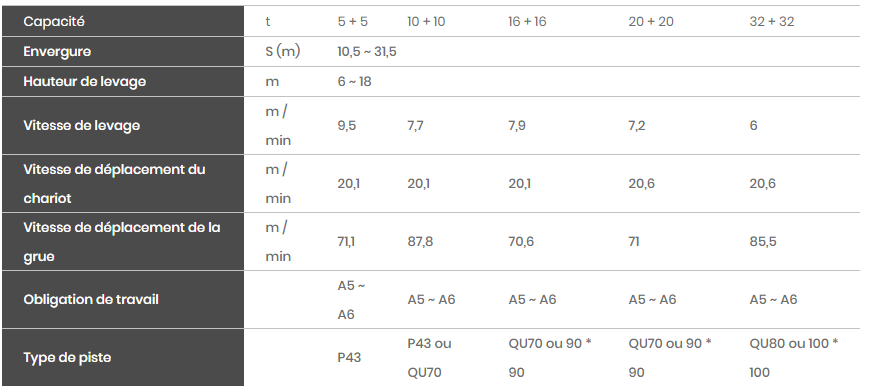 Capacité t 5 + 5 10 + 10 16 + 16 20 + 20 32 + 32
Envergure S (m) 10,5 ~ 31,5
Hauteur de levage m 6 ~ 18
Vitesse de levage m / min 9,5 7,7 7,9 7,2 6
Vitesse de déplacement du chariot m / min 20,1 20,1 20,1 20,6 20,6
Vitesse de déplacement de la grue m / min 71,1 87,8 70,6 71 85,5
Obligation de travail A5 ~ A6 A5 ~ A6 A5 ~ A6 A5 ~ A6 A5 ~ A6
Type de piste P43 P43 ou QU70 QU70 ou 90 * 90 QU70 ou 90 * 90 QU80 ou 100 * 100